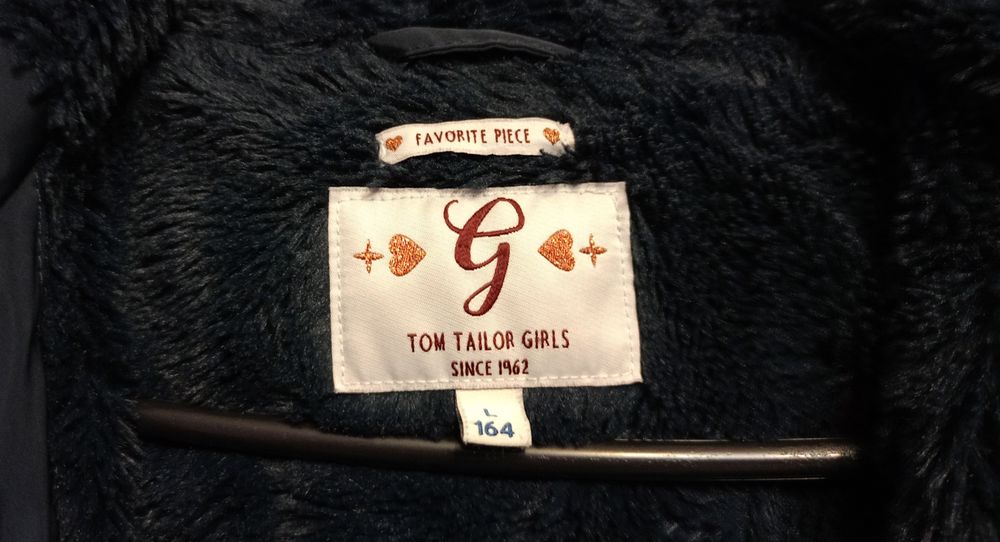 FAVORITE PIECE
G
TOM TAILOR GIRLS
SINCE 1962
L
164